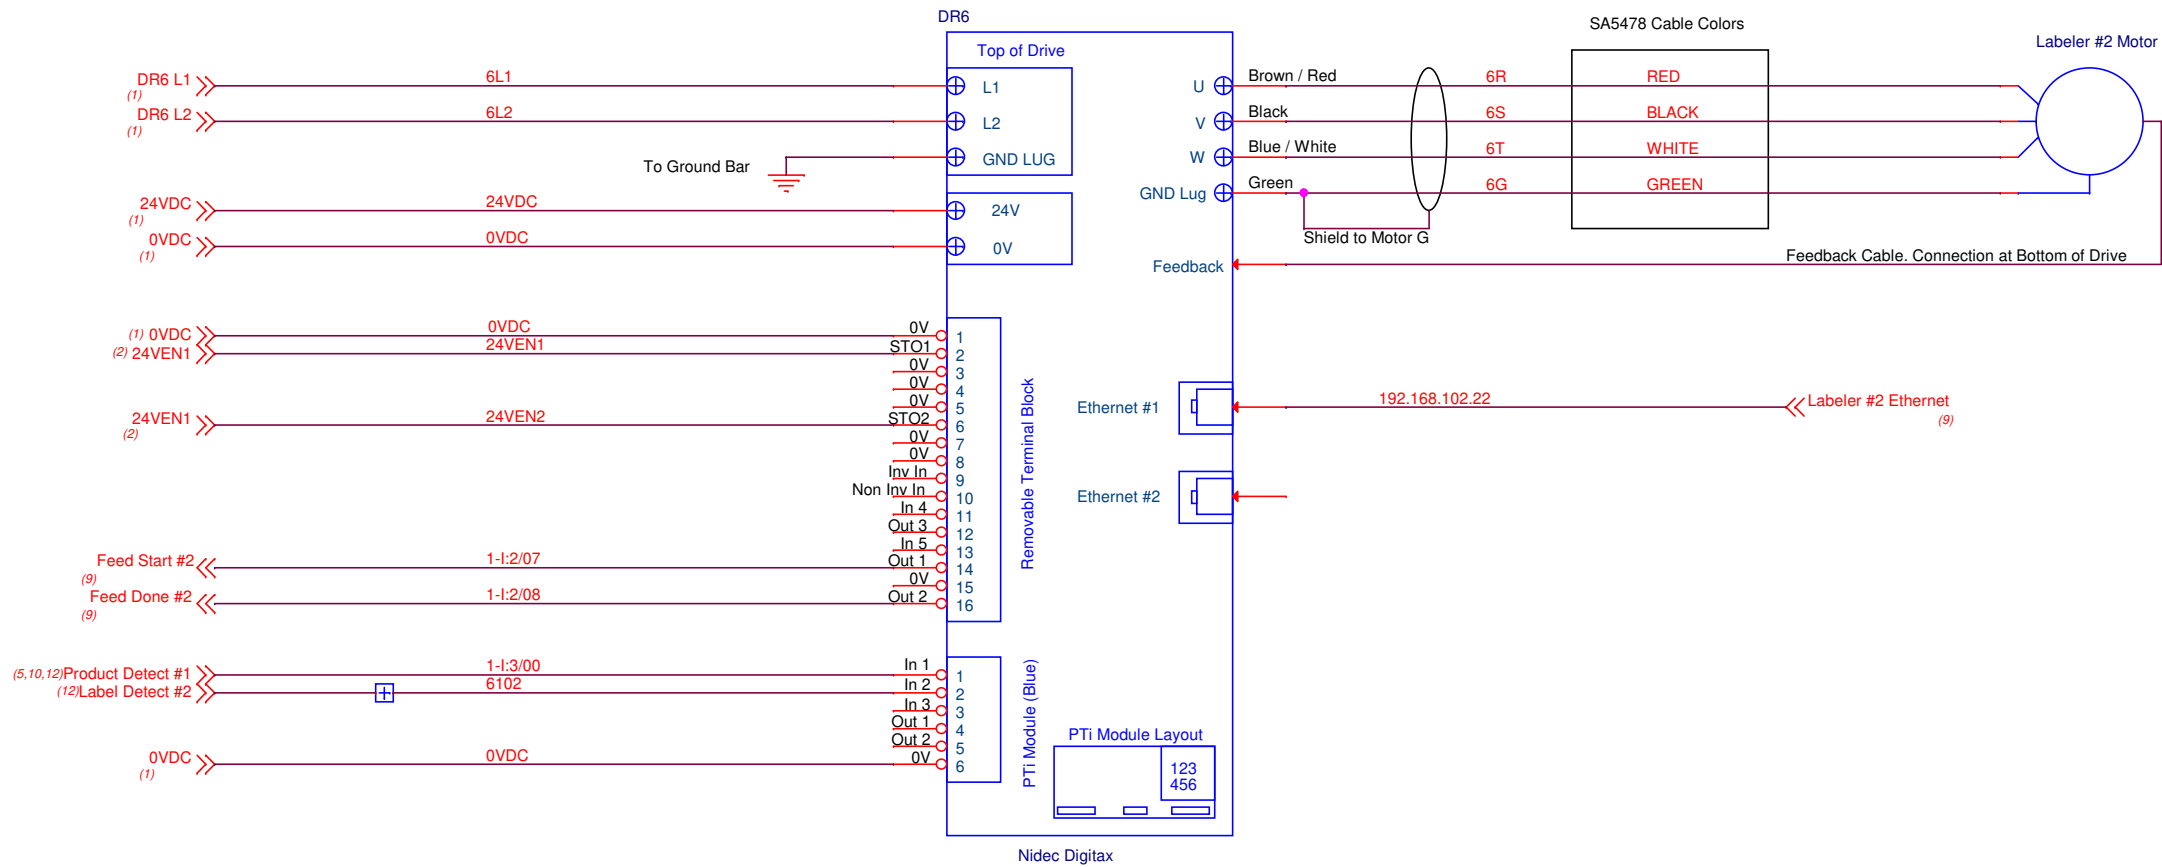 DR6
SA5478 Cable Colors
Labeler #2 Motor
Top of Drive
DR6 L1
(1)
6L1
L1
U
Brown / Red
6R
RED
DR6 L2
(1)
6L2
L2
V
Black
6S
BLACK
To Ground Bar
GND LUG
W
Blue / White
6T
WHITE
GND Lug
Green
6G
GREEN
24VDC
(1)
24VDC
24V
Shield to Motor G
0VDC
(1)
0VDC
0V
Feedback
Feedback Cable. Connection at Bottom of Drive
(1) 0VDC
0VDC
0V
1
(2) 24VEN1
24VEN1
STO1
2
0V
3
0V
4
0V
5
24VEN1
(2)
24VEN2
STO2
6
0V
7
0V
8
Inv In
9
Non Inv In
10
In 4
11
Out 3
12
In 5
13
Feed Start #2
(9)
1-I:2/07
Out 1
14
0V
15
Feed Done #2
(9)
1-I:2/08
Out 2
16
Removable Terminal Block
Ethernet #1
192.168.102.22
Labeler #2 Ethernet
(9)
Ethernet #2
(5,10,12)Product Detect #1
1-I:3/00
In 1
1
(12)Label Detect #2
6102
In 2
2
In 3
3
Out 1
4
Out 2
5
0VDC
(1)
0VDC
0V
6
PTi Module (Blue)
PTi Module Layout
123
456
Nidec Digitax